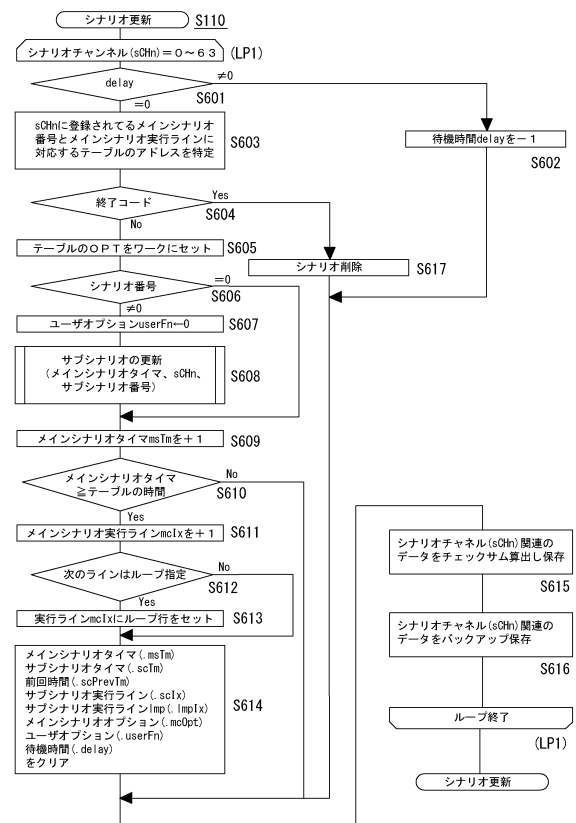 シナリオ更新
S110
シナリオチャンネル(sCHn)=0～63
(LP1)
delay
≠0
S601
=0
sCHnに登録されてるメインシナリオ
番号とメインシナリオ実行ラインに
対応するテーブルのアドレスを特定
S603
待機時間delayを－1
S602
終了コード
Yes
S604
No
テーブルのOPTをワークにセット
S605
シナリオ削除
S617
シナリオ番号
=0
S606
≠0
ユーザオプションuserFn←0
S607
サブシナリオの更新
(メインシナリオタイマ、sCHn、
サブシナリオ番号)
S608
メインシナリオタイマmsTmを＋1
S609
メインシナリオタイマ
≧テーブルの時間
No
S610
Yes
メインシナリオ実行ラインmcIxを＋1
S611
次のラインはループ指定
No
S612
Yes
実行ラインmcIxにループ行をセット
S613
メインシナリオタイマ(.msTm)
サブシナリオタイマ(.scTm)
前回時間(.scPrevTm)
サブシナリオ実行ライン(.scIx)
サブシナリオ実行ラインlmp(.lmpIx)
メインシナリオオプション(.mcOpt)
ユーザオプション(.userFn)
待機時間(.delay)
をクリア
S614
シナリオチャネル(sCHn)関連の
データをチェックサム算出し保存
S615
シナリオチャネル(sCHn)関連の
データをバックアップ保存
S616
ループ終了
(LP1)
シナリオ更新